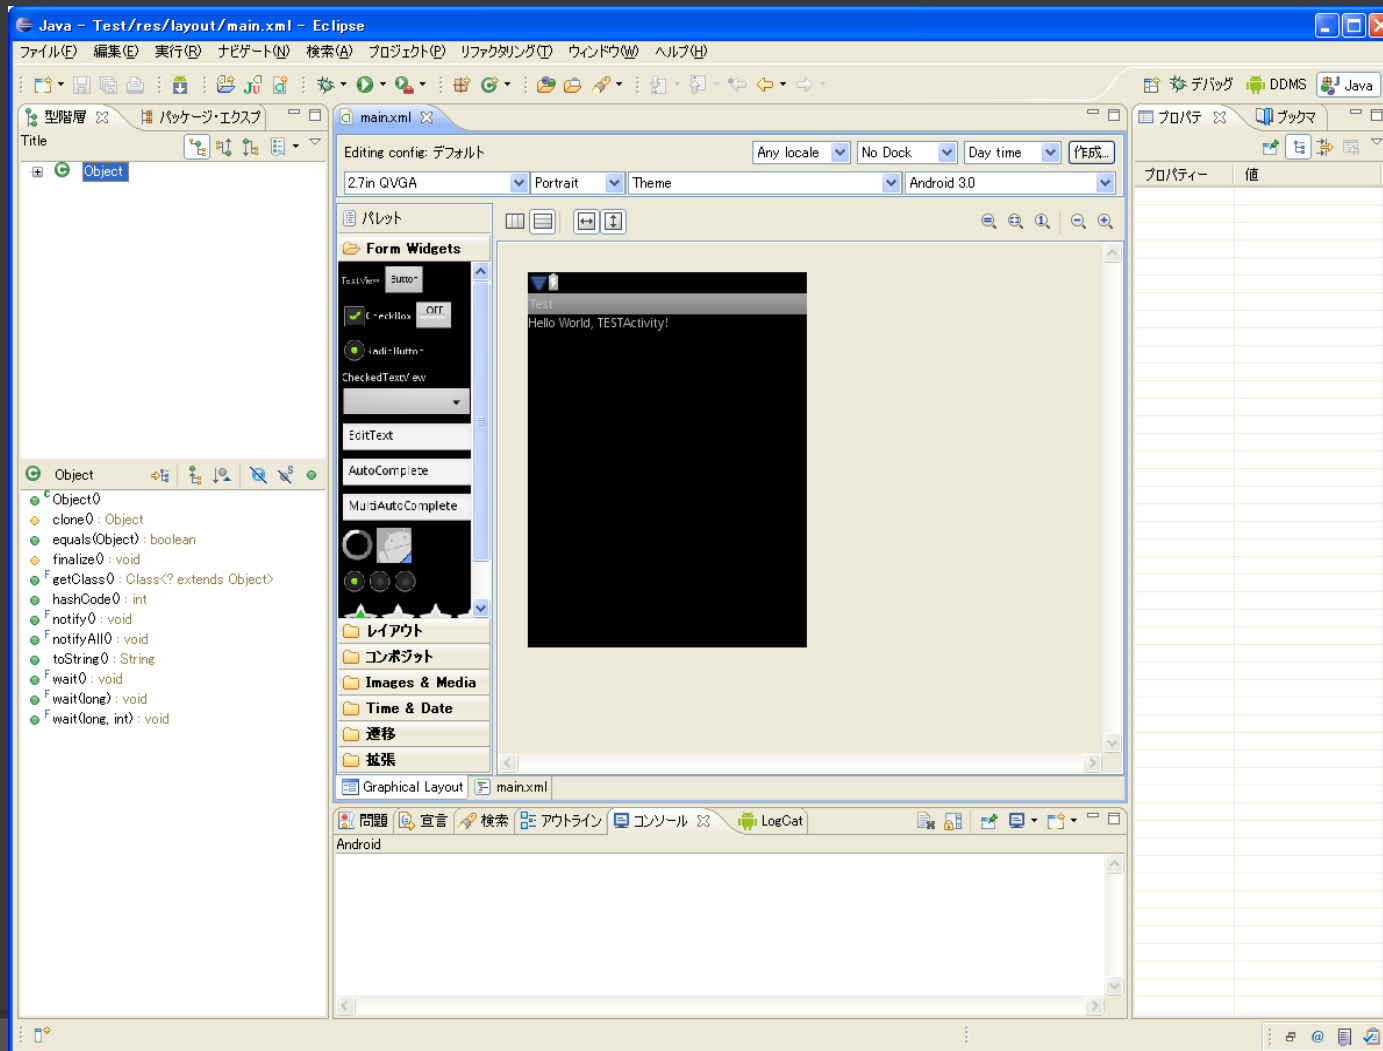 Java - Test/res/layout/main.xml - Eclipse
ファイル(F) 編集(E) 実行(R) ナビゲート(N) 検索(A) プロジェクト(P) リファクタリング(T) ウィンドウ(W) ヘルプ(H)
デバッグ DDMS Java
型階層 パッケージ・エクスプ
Title
Object
main.xml
Editing config: デフォルト
Any locale No Dock Day time 作成...
2.7in QVGA Portrait Theme Android 3.0
パレット
Form Widgets
TextView Button
CheckBox OFF
RadioButton
CheckedTextView
EditText
AutoComplete
MultiAutoComplete
レイアウト
コンポジット
Images & Media
Time & Date
遷移
拡張
Test
Hello World, TESTActivity!
Graphical Layout main.xml
Object
Object()
clone() : Object
equals(Object) : boolean
finalize() : void
getClass() : Class<? extends Object>
hashCode() : int
notify() : void
notifyAll() : void
toString() : String
wait() : void
wait(long) : void
wait(long, int) : void
問題 宣言 検索 アウトライン コンソール LogCat
Android
プロパテ ブックマ
プロパティー 値